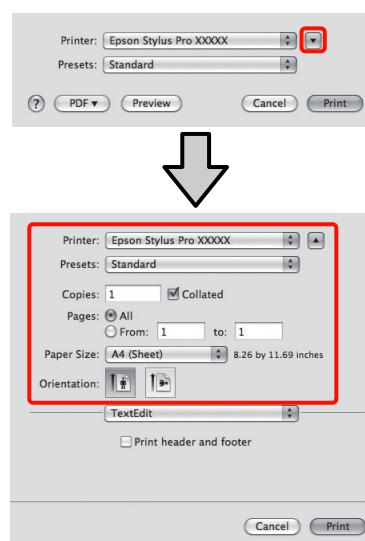 Printer: Epson Stylus Pro XXXXX
Presets: Standard
? PDF ▾ Preview Cancel Print
Printer: Epson Stylus Pro XXXXX
Presets: Standard
Copies: 1 Collated
Pages: All
From: 1 to: 1
Paper Size: A4 (Sheet) 8.26 by 11.69 inches
Orientation:
TextEdit
Print header and footer
Cancel Print